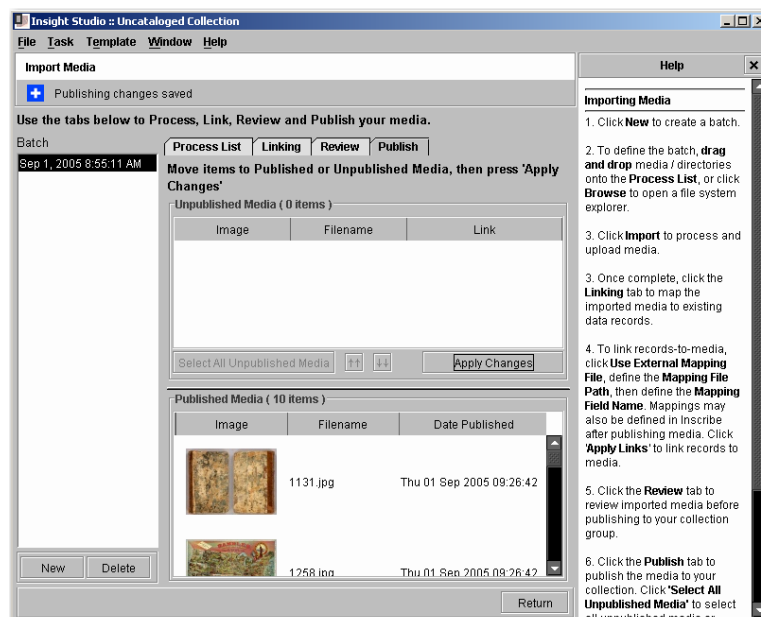 Insight Studio :: Uncataloged Collection
File Task Template Window Help
Import Media
Publishing changes saved
Use the tabs below to Process, Link, Review and Publish your media.
Batch
Sep 1, 2005 8:55:11 AM
New Delete
Process List Linking Review Publish
Move items to Published or Unpublished Media, then press 'Apply
Changes'
Unpublished Media ( 0 items )
Image Filename Link
Select All Unpublished Media Apply Changes
Published Media ( 10 items )
Image Filename Date Published
1131.jpg Thu 01 Sep 2005 09:26:42
1258.jpg Thu 01 Sep 2005 09:26:42
Return
Help
Importing Media
1. Click New to create a batch.
2. To define the batch, drag
and drop media / directories
onto the Process List, or click
Browse to open a file system
explorer.
3. Click Import to process and
upload media.
3. Once complete, click the
Linking tab to map the
imported media to existing
data records.
4. To link records-to-media,
click Use External Mapping
File, define the Mapping File
Path, then define the Mapping
Field Name. Mappings may
also be defined in Inscribe
after publishing media. Click
'Apply Links' to link records to
media.
5. Click the Review tab to
review imported media before
publishing to your collection
group.
6. Click the Publish tab to
publish the media to your
collection. Click 'Select All
Unpublished Media' to select
all unpublished media or